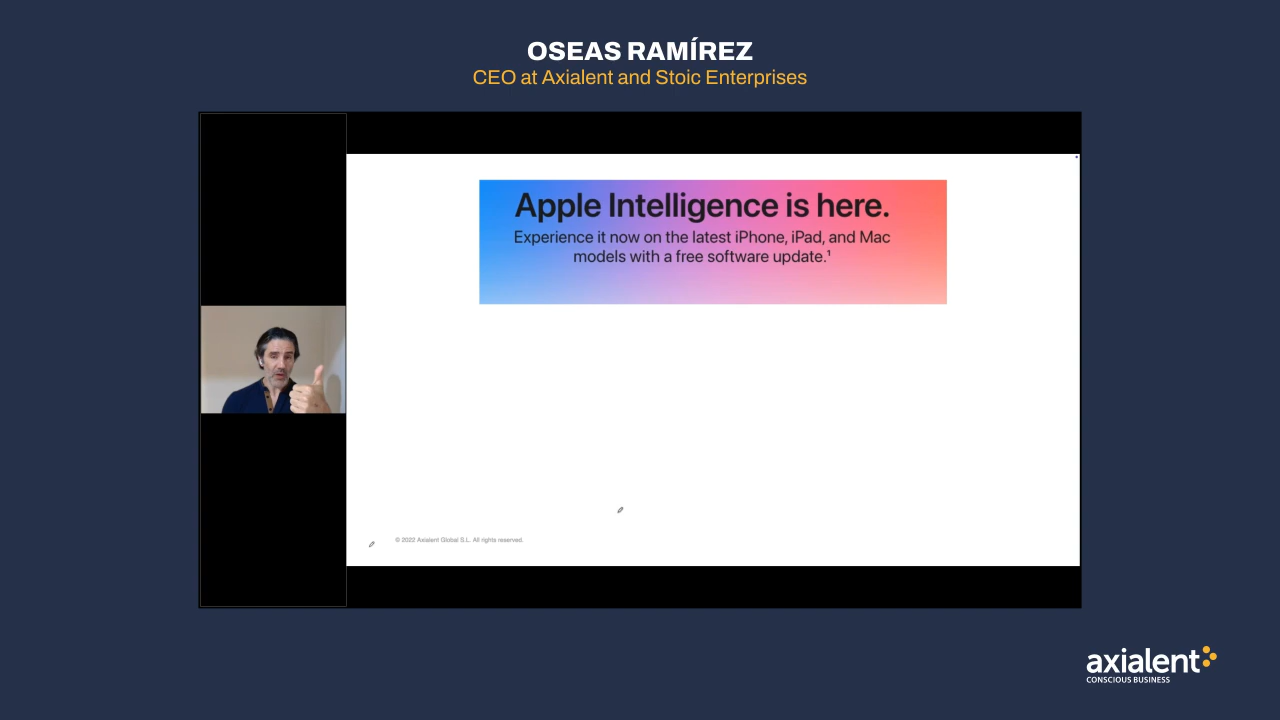 OSEAS RAMÍREZ
CEO at Axialent and Stoic Enterprises
Apple Intelligence is here.
Experience it now on the latest iPhone, iPad, and Mac
models with a free software update.¹
© 2022 Axialent Global S.L. All rights reserved.
axialent
CONSCIOUS BUSINESS